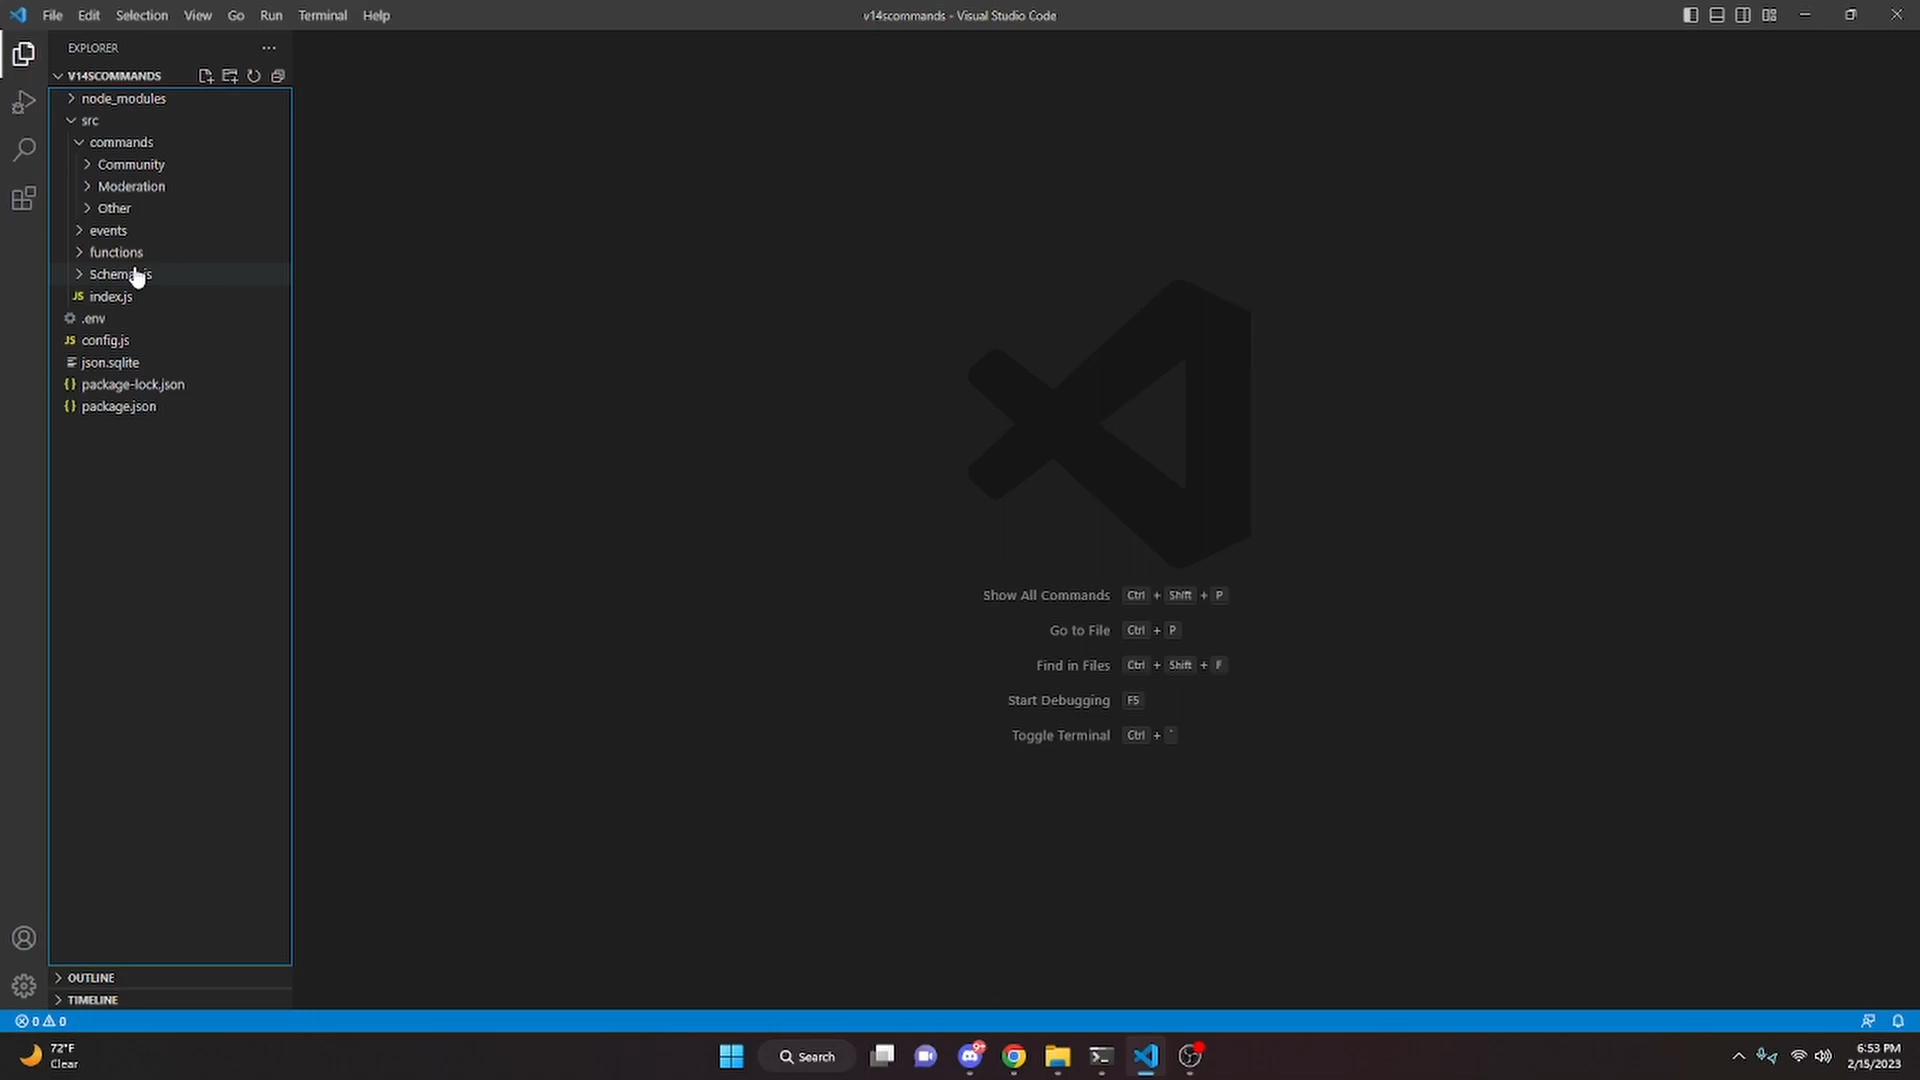 File Edit Selection View Go Run Terminal Help
v14scommands - Visual Studio Code
EXPLORER
V14SCOMMANDS
node_modules
src
commands
Community
Moderation
Other
events
functions
JS index.js
.env
JS config.js
json.sqlite
{} package-lock.json
{} package.json
Show All Commands Ctrl + Shift + P
Go to File Ctrl + P
Find in Files Ctrl + Shift + F
Start Debugging F5
Toggle Terminal Ctrl + `
OUTLINE
TIMELINE
0 0
72°F
Clear
Search
9+
6:53 PM
2/15/2023